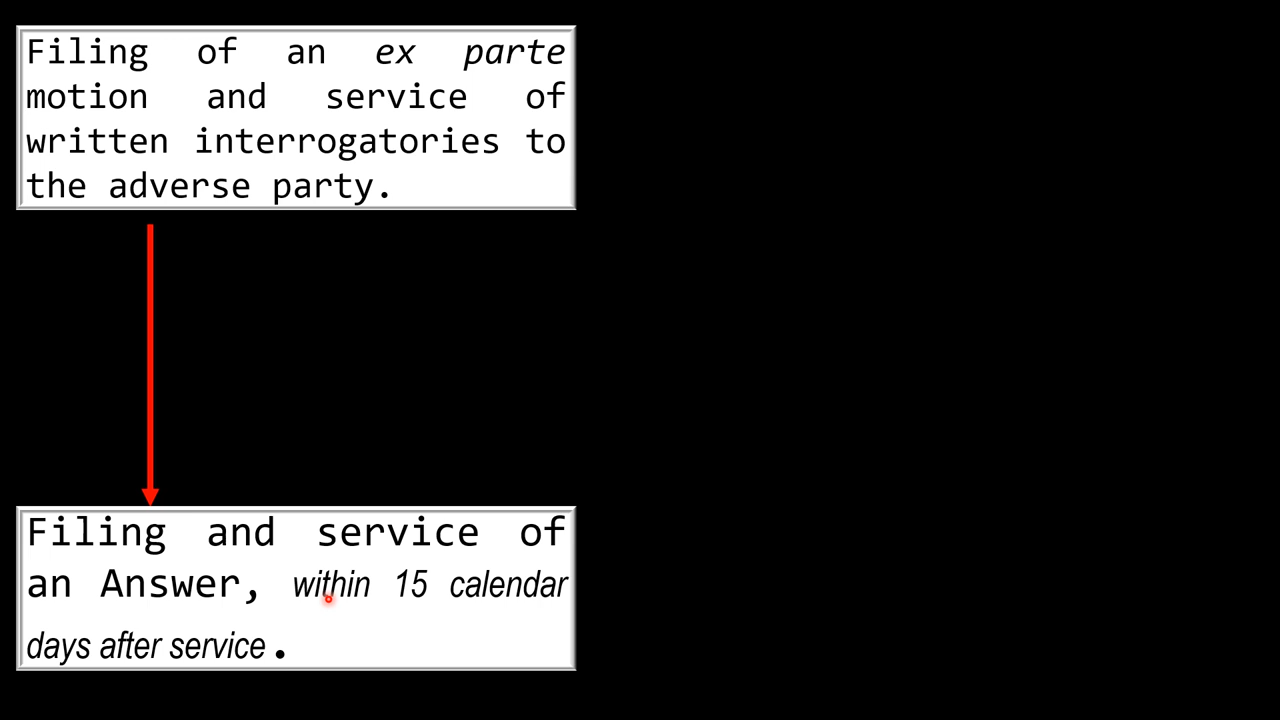 Filing of an ex parte
motion and service of
written interrogatories to
the adverse party.
Filing and service of
an Answer, within 15 calendar
days after service.